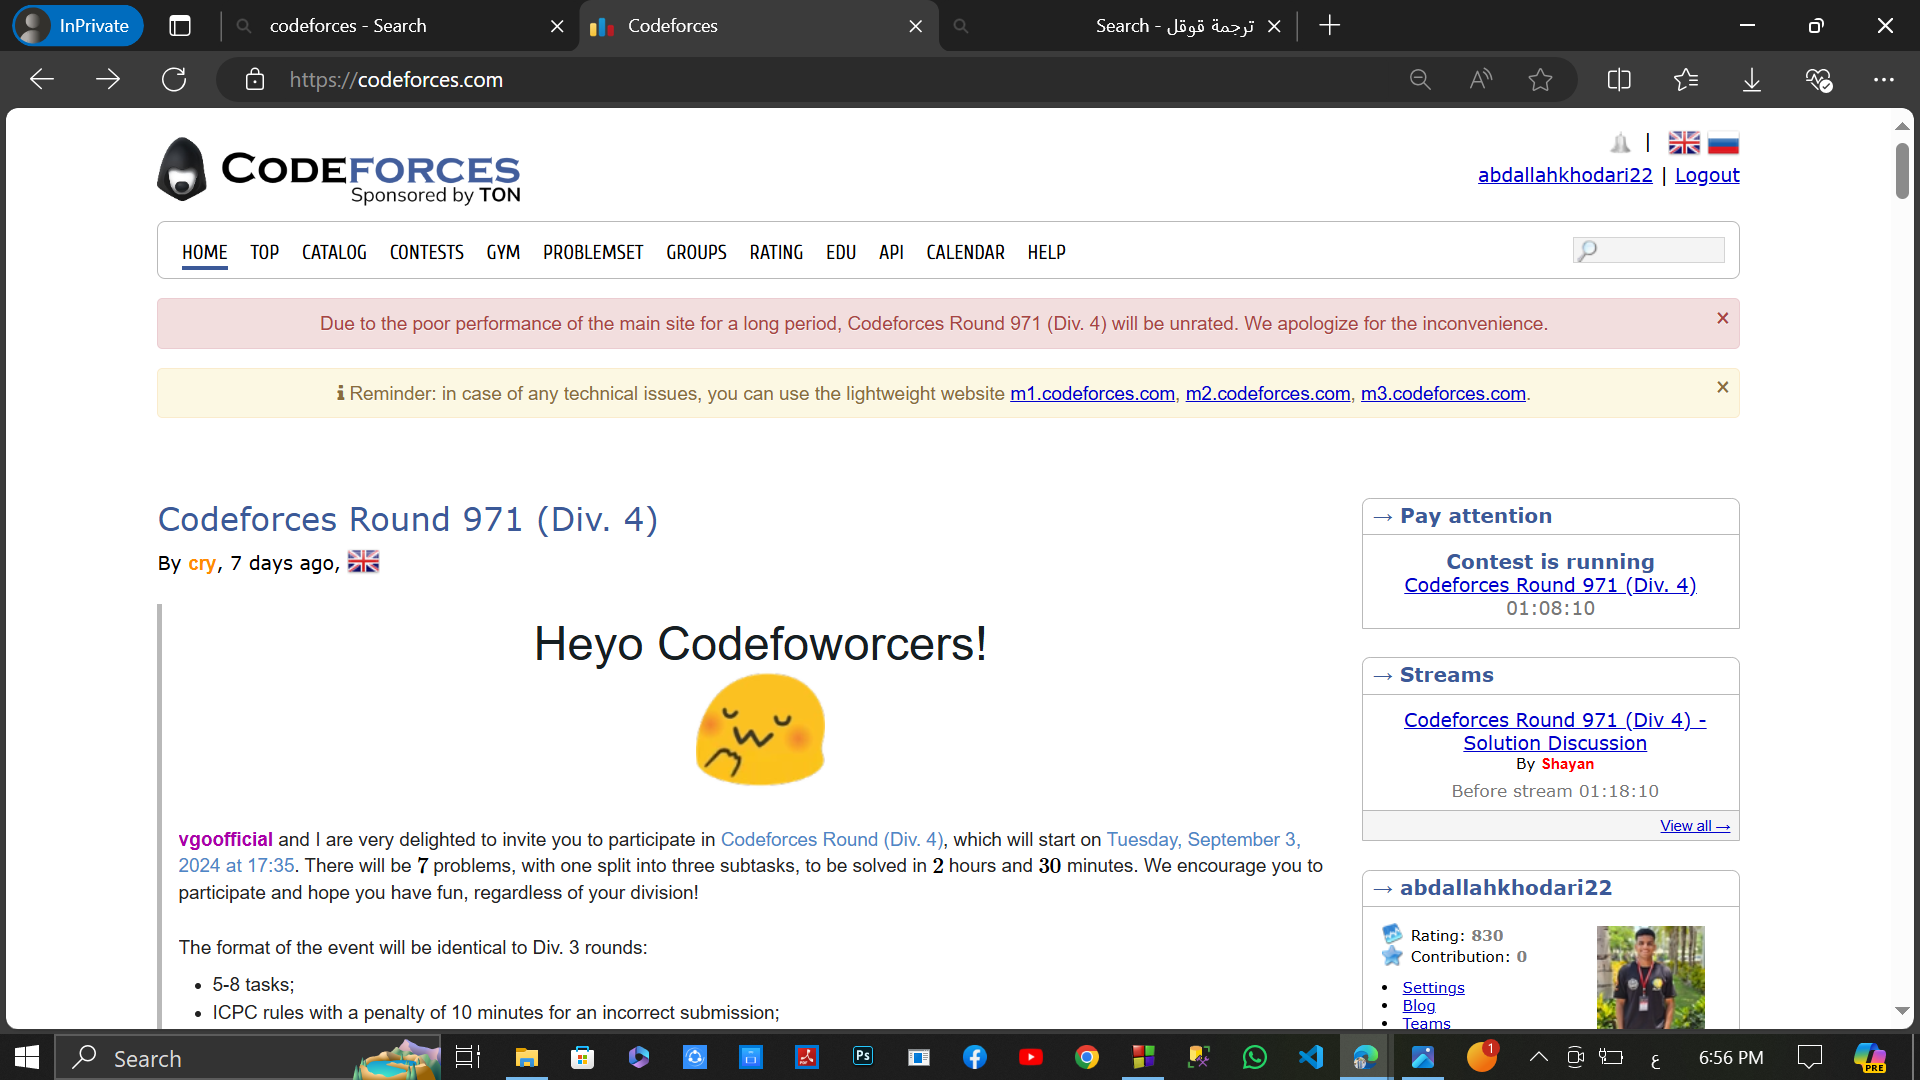 InPrivate
codeforces - Search
Codeforces
Search - ترجمة قوقل
https://codeforces.com
CODEFORCES
Sponsored by TON
|
abdallahkhodari22 | Logout
HOME TOP CATALOG CONTESTS GYM PROBLEMSET GROUPS RATING EDU API CALENDAR HELP
Due to the poor performance of the main site for a long period, Codeforces Round 971 (Div. 4) will be unrated. We apologize for the inconvenience.
Reminder: in case of any technical issues, you can use the lightweight website m1.codeforces.com, m2.codeforces.com, m3.codeforces.com.
Codeforces Round 971 (Div. 4)
By cry, 7 days ago,
Heyo Codefoworcers!
vgoofficial and I are very delighted to invite you to participate in Codeforces Round (Div. 4), which will start on Tuesday, September 3,
2024 at 17:35. There will be 7 problems, with one split into three subtasks, to be solved in 2 hours and 30 minutes. We encourage you to
participate and hope you have fun, regardless of your division!
The format of the event will be identical to Div. 3 rounds:
• 5-8 tasks;
• ICPC rules with a penalty of 10 minutes for an incorrect submission;
→ Pay attention
Contest is running
Codeforces Round 971 (Div. 4)
01:08:10
→ Streams
Codeforces Round 971 (Div 4) -
Solution Discussion
By Shayan
Before stream 01:18:10
View all →
→ abdallahkhodari22
Rating: 830
Contribution: 0
• Settings
• Blog
• Teams
Search
Ps
1
ع
6:56 PM
PRE